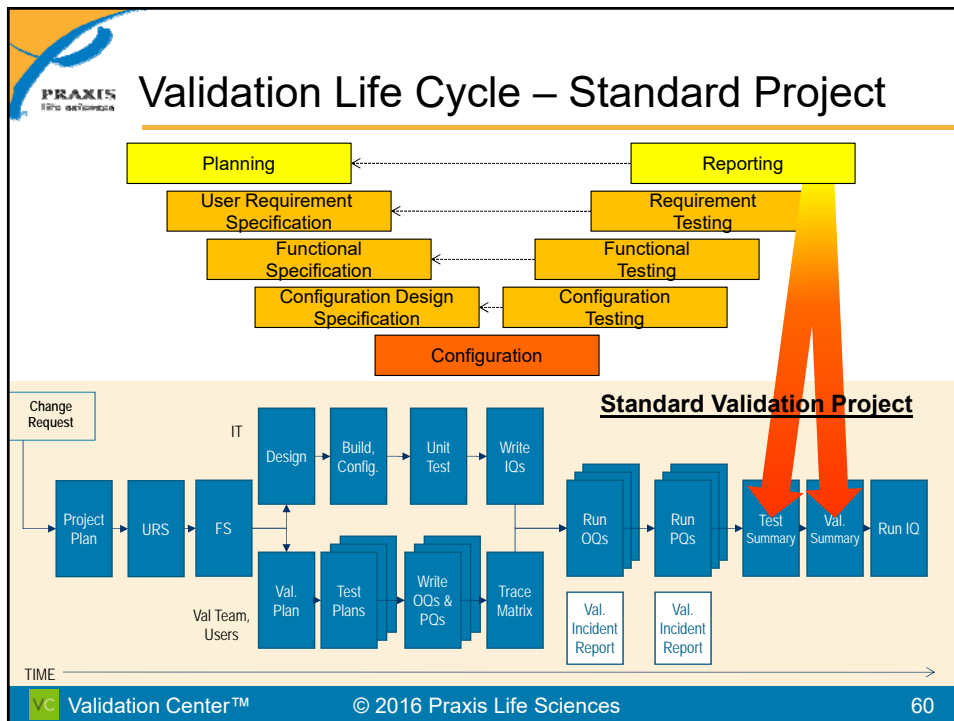 PRAXIS
life sciences
Validation Life Cycle – Standard Project
Planning
Reporting
User Requirement
Specification
Requirement
Testing
Functional
Specification
Functional
Testing
Configuration Design
Specification
Configuration
Testing
Configuration
Standard Validation Project
Change
Request
IT
Design
Build,
Config.
Unit
Test
Write
IQs
Project
Plan
URS
FS
Run
OQs
Run
PQs
Test
Summary
Val.
Summary
Run IQ
Val Team,
Users
Val.
Plan
Test
Plans
Write
OQs &
PQs
Trace
Matrix
Val.
Incident
Report
Val.
Incident
Report
TIME
VC Validation Center™ © 2016 Praxis Life Sciences 60